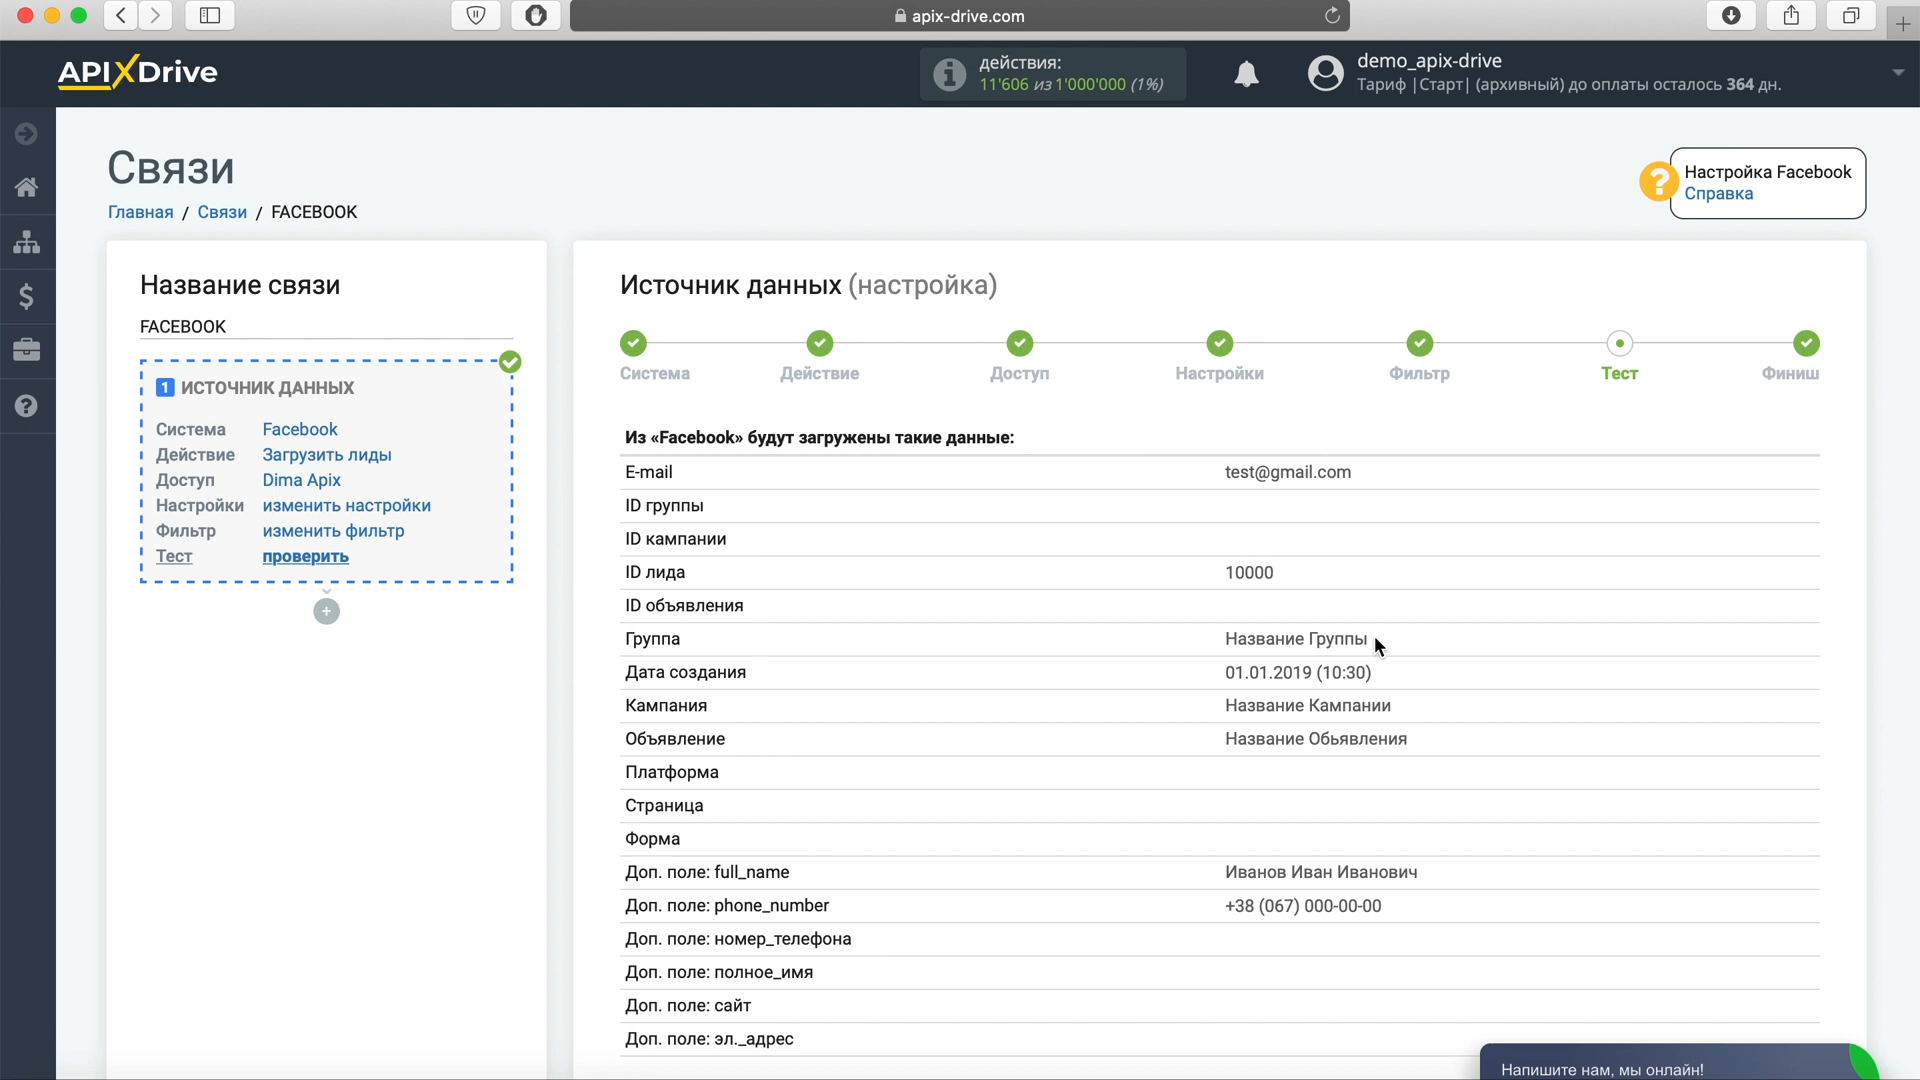 apix-drive.com
APIXDrive
действия:
11'606 из 1'000'000 (1%)
demo_apix-drive
Тариф |Старт| (архивный) до оплаты осталось 364 дн.
Связи
Главная / Связи / FACEBOOK
Настройка Facebook
Справка
Название связи
FACEBOOK
1 ИСТОЧНИК ДАННЫХ
Система Facebook
Действие Загрузить лиды
Доступ Dima Apix
Настройки изменить настройки
Фильтр изменить фильтр
Тест проверить
Источник данных (настройка)
Система Действие Доступ Настройки Фильтр Тест Финиш
Из «Facebook» будут загружены такие данные:
E-mail test@gmail.com
ID группы
ID кампании
ID лида 10000
ID объявления
Группа Название Группы
Дата создания 01.01.2019 (10:30)
Кампания Название Кампании
Объявление Название Обьявления
Платформа
Страница
Форма
Доп. поле: full_name Иванов Иван Иванович
Доп. поле: phone_number +38 (067) 000-00-00
Доп. поле: номер_телефона
Доп. поле: полное_имя
Доп. поле: сайт
Доп. поле: эл._адрес
Напишите нам, мы онлайн!